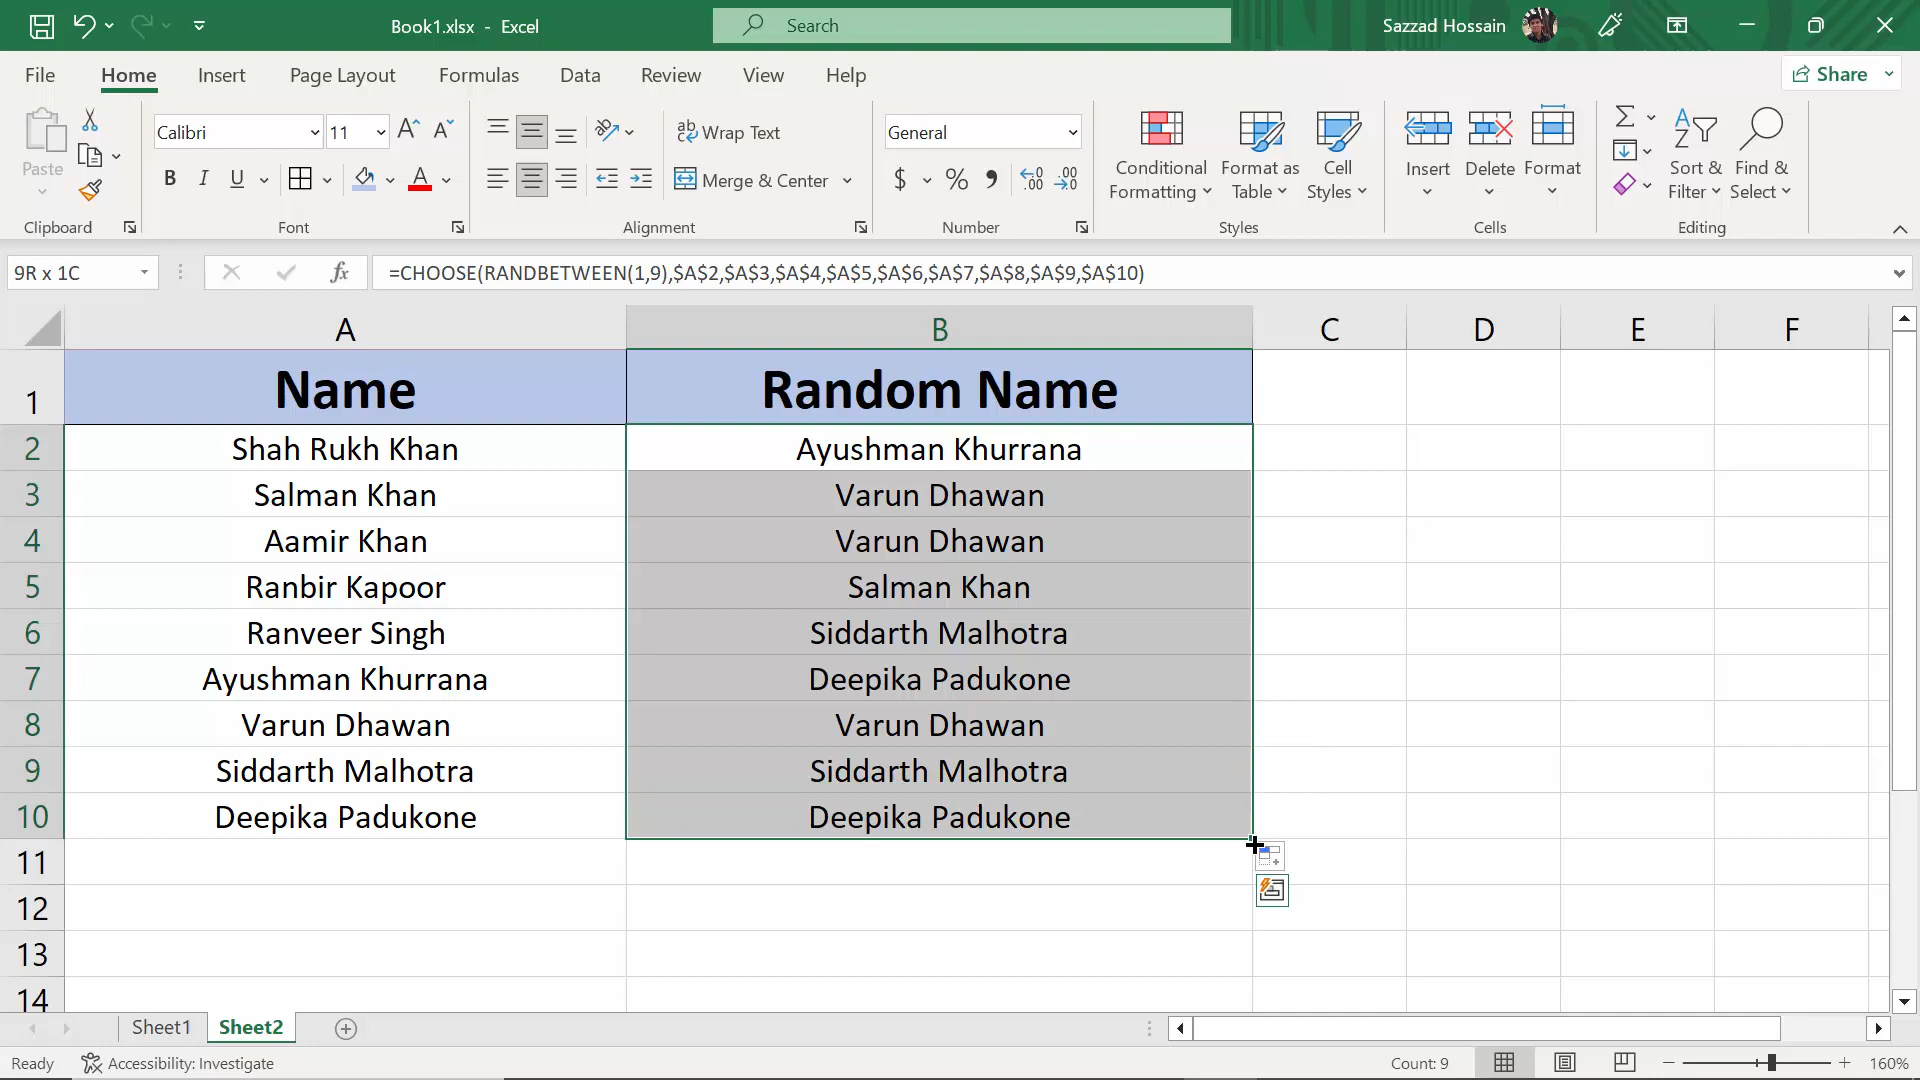 Book1.xlsx - Excel
Search
Sazzad Hossain
File Home Insert Page Layout Formulas Data Review View Help
Share
Paste
Clipboard
Calibri 11
B I U A
Font
Wrap Text
Merge & Center
Alignment
General
$ % 9 .00 .00
Number
Conditional Formatting
Format as Table
Cell Styles
Styles
Insert Delete Format
Cells
Sort & Filter
Find & Select
Editing
9R x 1C
fx
=CHOOSE(RANDBETWEEN(1,9),$A$2,$A$3,$A$4,$A$5,$A$6,$A$7,$A$8,$A$9,$A$10)
A B C D E F
1 Name Random Name
2 Shah Rukh Khan Ayushman Khurrana
3 Salman Khan Varun Dhawan
4 Aamir Khan Varun Dhawan
5 Ranbir Kapoor Salman Khan
6 Ranveer Singh Siddarth Malhotra
7 Ayushman Khurrana Deepika Padukone
8 Varun Dhawan Varun Dhawan
9 Siddarth Malhotra Siddarth Malhotra
10 Deepika Padukone Deepika Padukone
11
12
13
14
Sheet1 Sheet2
Ready Accessibility: Investigate Count: 9 160%